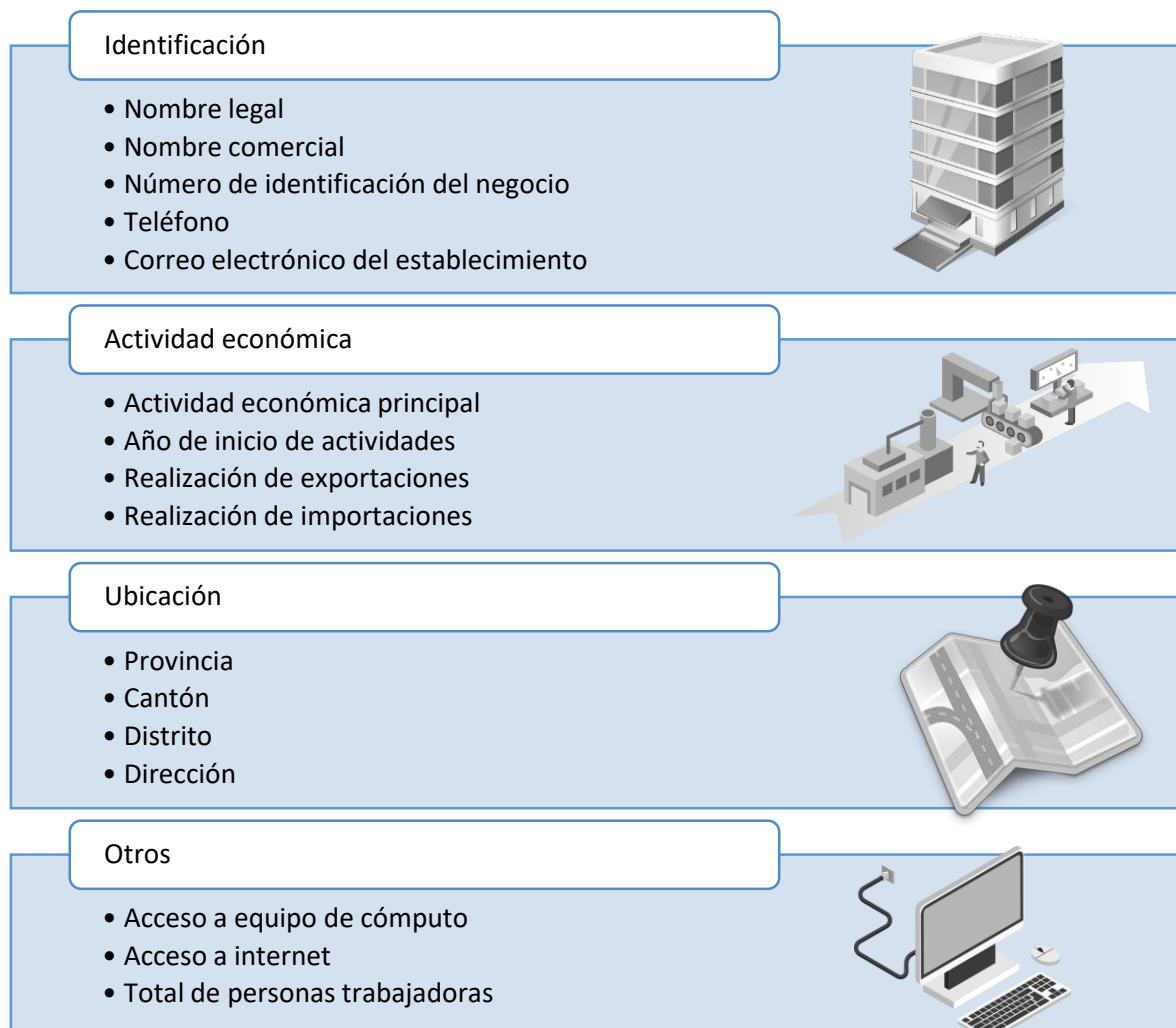 Identificación
• Nombre legal
• Nombre comercial
• Número de identificación del negocio
• Teléfono
• Correo electrónico del establecimiento
Actividad económica
• Actividad económica principal
• Año de inicio de actividades
• Realización de exportaciones
• Realización de importaciones
Ubicación
• Provincia
• Cantón
• Distrito
• Dirección
Otros
• Acceso a equipo de cómputo
• Acceso a internet
• Total de personas trabajadoras